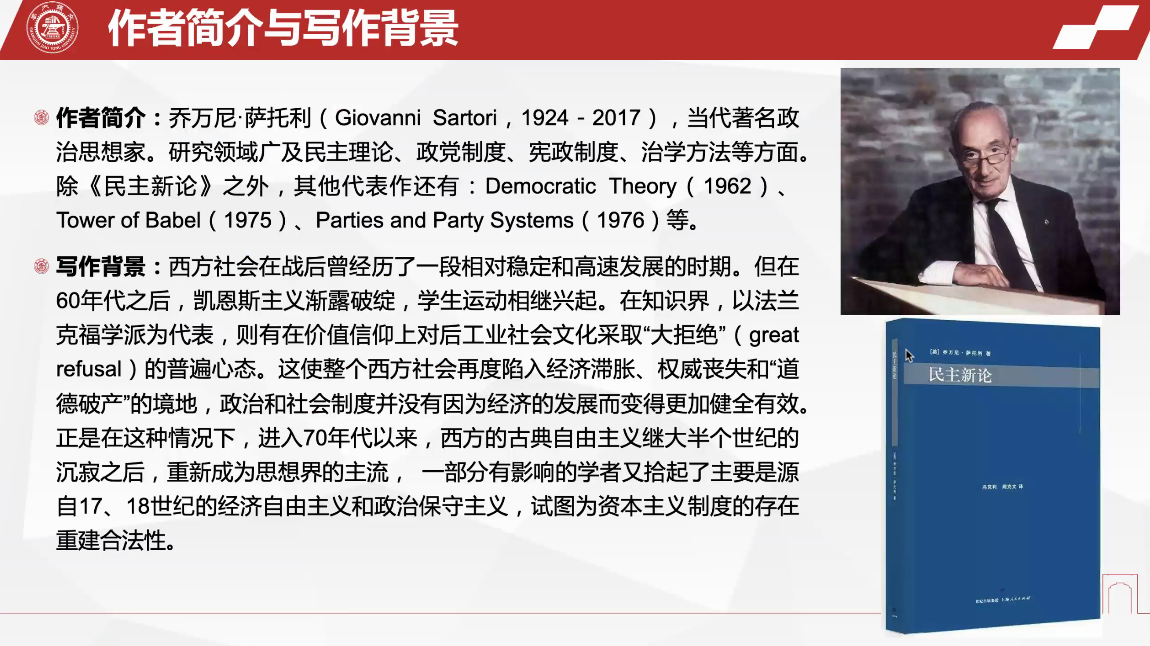 作者简介与写作背景
作者简介：乔万尼·萨托利（Giovanni Sartori，1924－2017），当代著名政
治思想家。研究领域广及民主理论、政党制度、宪政制度、治学方法等方面。
除《民主新论》之外，其他代表作还有：Democratic Theory（1962）、
Tower of Babel（1975）、Parties and Party Systems（1976）等。
写作背景：西方社会在战后曾经历了一段相对稳定和高速发展的时期。但在
60年代之后，凯恩斯主义渐露破绽，学生运动相继兴起。在知识界，以法兰
克福学派为代表，则有在价值信仰上对后工业社会文化采取“大拒绝”（great
refusal）的普遍心态。这使整个西方社会再度陷入经济滞胀、权威丧失和“道
德破产”的境地，政治和社会制度并没有因为经济的发展而变得更加健全有效。
正是在这种情况下，进入70年代以来，西方的古典自由主义继大半个世纪的
沉寂之后，重新成为思想界的主流， 一部分有影响的学者又拾起了主要是源
自17、18世纪的经济自由主义和政治保守主义，试图为资本主义制度的存在
重建合法性。
[美] 乔万尼·萨托利 著
民主新论
民主新论
冯克利 阎克文 译
上海人民出版社